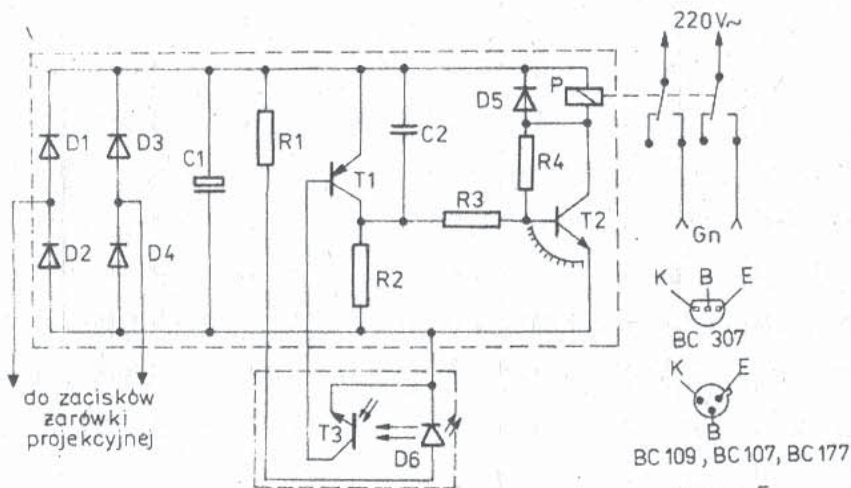 220V~
P
D5
D1
D3
C1
R1
C2
T1
R4
R3
T2
D2
D4
R2
Gn
K B E
BC 307
do zacisków
żarówki
projekcyjnej
T3
D6
K E
B
BC 109, BC 107, BC 177